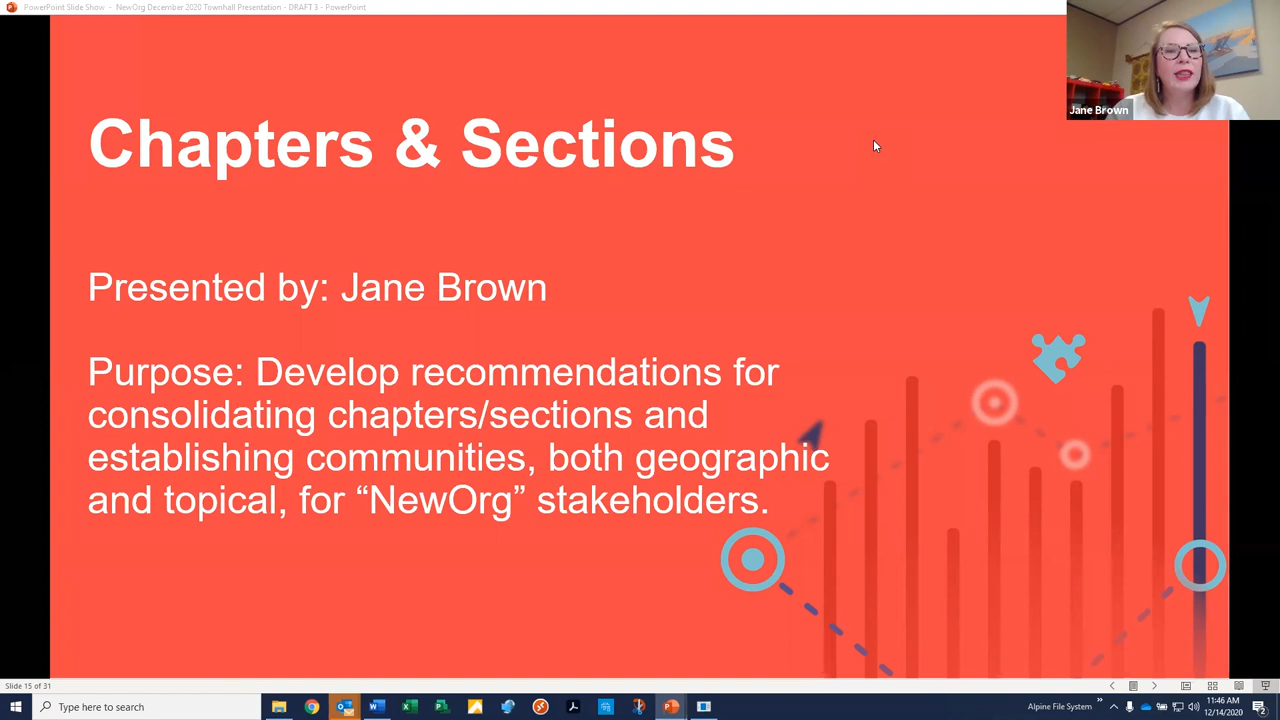 PowerPoint Slide Show - NewOrg December 2020 Townhall Presentation - DRAFT 3 - PowerPoint
Jane Brown
Chapters & Sections
Presented by: Jane Brown
Purpose: Develop recommendations for
consolidating chapters/sections and
establishing communities, both geographic
and topical, for “NewOrg” stakeholders.
Slide 15 of 31
Type here to search
Alpine File System
11:46 AM
12/14/2020
2